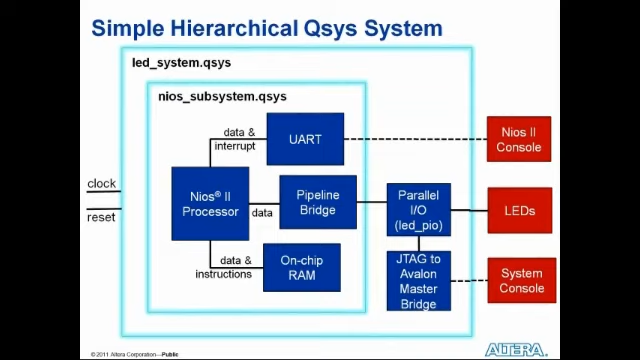 Simple Hierarchical Qsys System
led_system.qsys
nios_subsystem.qsys
data &
interrupt
UART
Nios II
Console
clock
reset
Nios® II
Processor
data
Pipeline
Bridge
Parallel
I/O
(led_pio)
LEDs
data &
instructions
On-chip
RAM
JTAG to
Avalon
Master
Bridge
System
Console
© 2011 Altera Corporation—Public
ALTERA